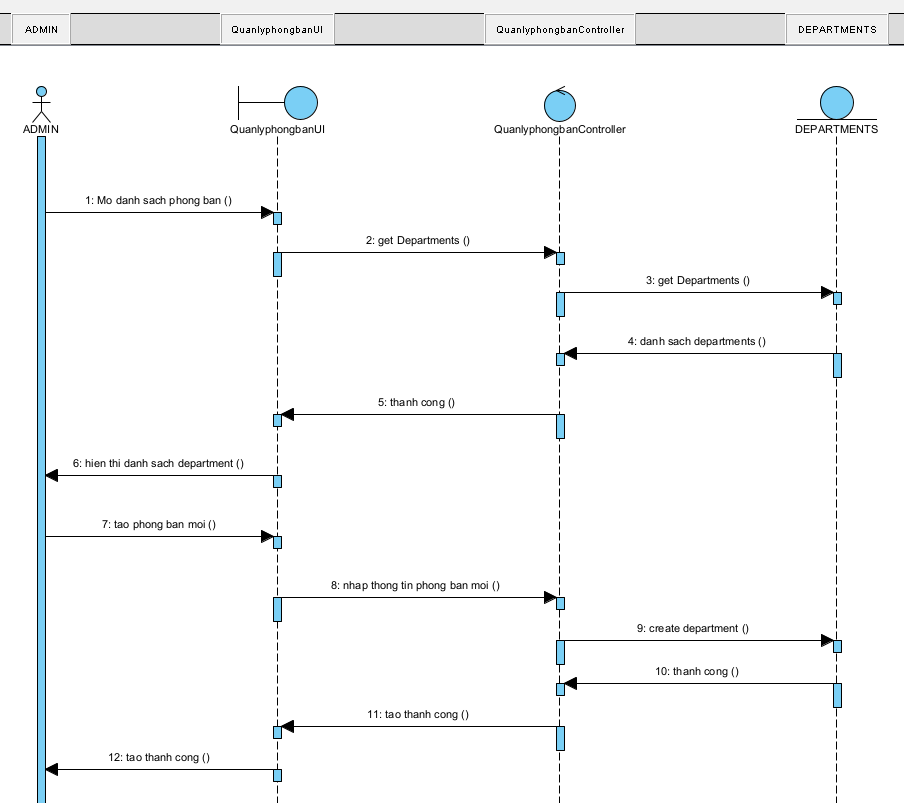 ADMIN
QuanlyphongbanUI
QuanlyphongbanController
DEPARTMENTS
ADMIN
QuanlyphongbanUI
QuanlyphongbanController
DEPARTMENTS
1: Mo danh sach phong ban ()
2: get Departments ()
3: get Departments ()
4: danh sach departments ()
5: thanh cong ()
6: hien thi danh sach department ()
7: tao phong ban moi ()
8: nhap thong tin phong ban moi ()
9: create department ()
10: thanh cong ()
11: tao thanh cong ()
12: tao thanh cong ()